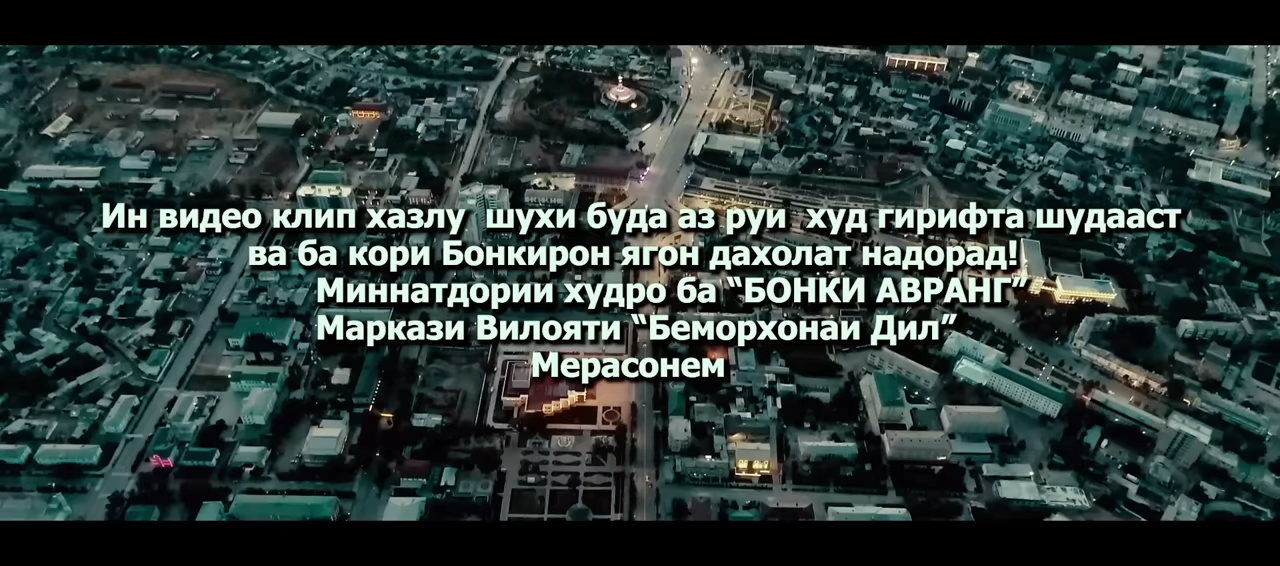 Ин видео клип хазлу шухи буда аз руи худ гирифта шудааст
ва ба кори Бонкирон ягон дахолат надорад!
Миннатдории худро ба “БОНКИ АВРАНГ”
Маркази Вилояти “Беморхонаи Дил”
Мерасонем